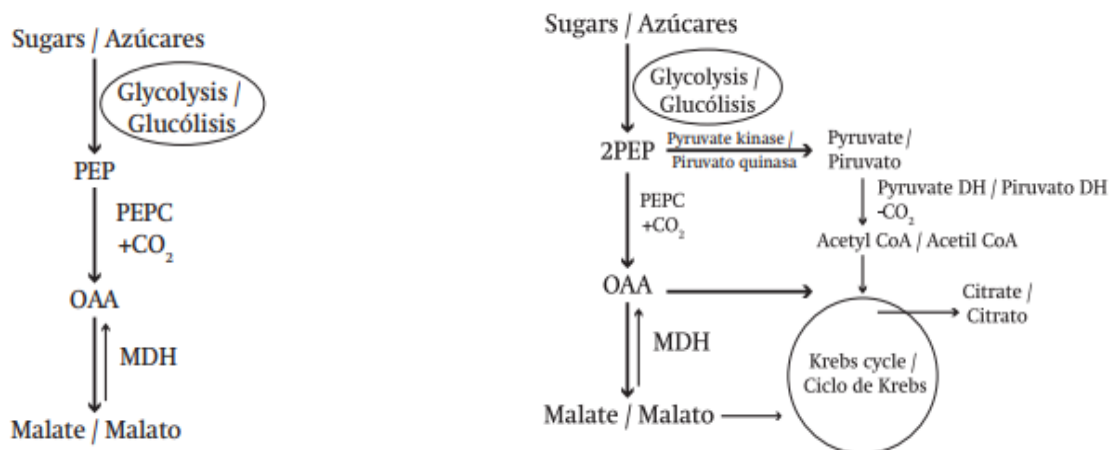 Sugars / Azúcares
Glycolysis /
Glucólisis
PEP
PEPC
+CO₂
OAA
MDH
Malate / Malato
Sugars / Azúcares
Glycolysis /
Glucólisis
2PEP
Pyruvate kinase /
Piruvato quinasa
Pyruvate /
Piruvato
PEPC
+CO₂
Pyruvate DH / Piruvato DH
-CO₂
Acetyl CoA / Acetil CoA
OAA
Citrate /
Citrato
MDH
Krebs cycle /
Ciclo de Krebs
Malate / Malato